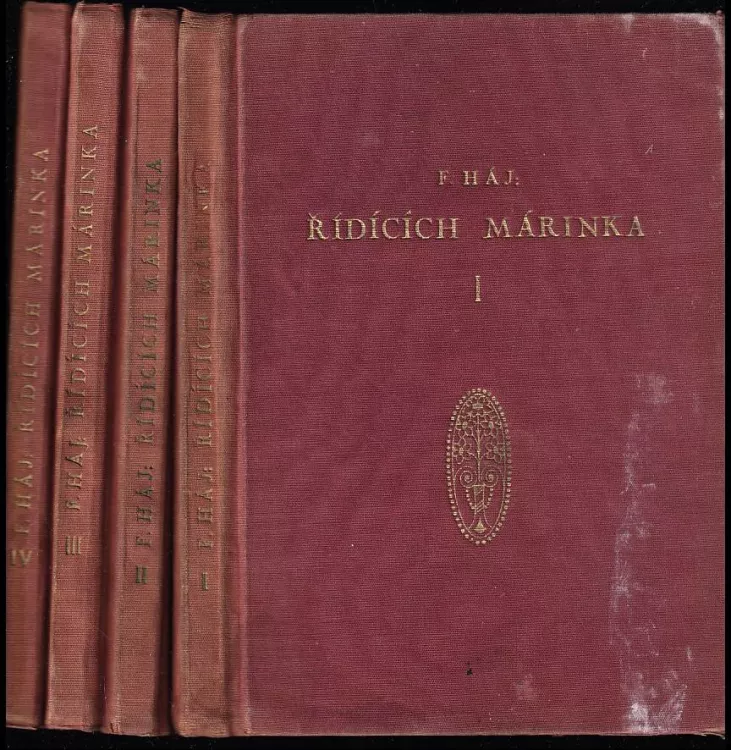 F. HÁJ:
ŘÍDÍCÍCH MÁRINKA
I
IV F. HÁJ: ŘÍDÍCÍCH MÁRINKA
III F. HÁJ: ŘÍDÍCÍCH MÁRINKA
II F. HÁJ: ŘÍDÍCÍCH MÁRINKA
I F. HÁJ: ŘÍDÍCÍCH MÁRINKA